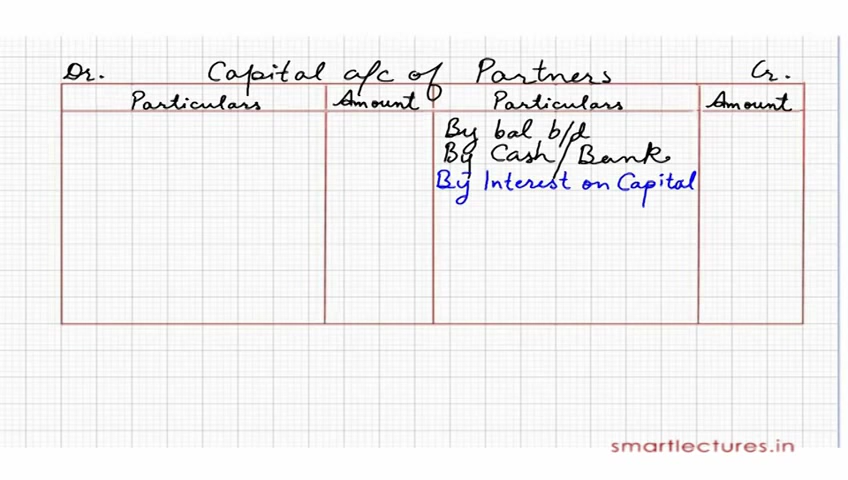 Dr. Capital a/c of Partners Cr.
Particulars Amount Particulars Amount
By bal b/d
By Cash/Bank
By Interest on Capital
smartlectures.in